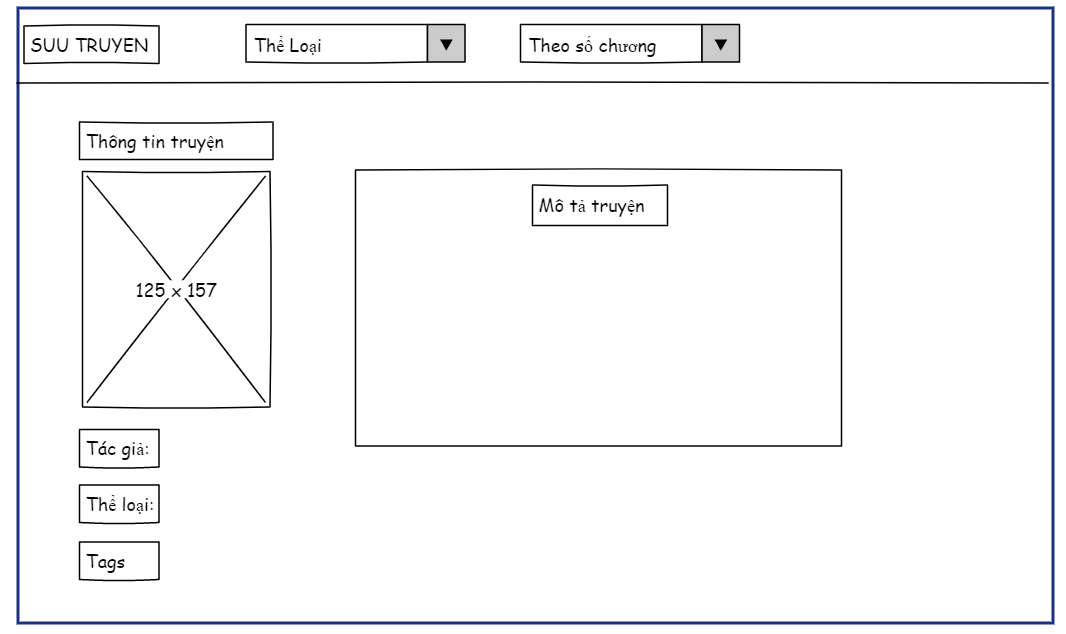 SUU TRUYEN
Thể Loại
Theo số chương
Thông tin truyện
125 x 157
Mô tả truyện
Tác giả:
Thể loại:
Tags